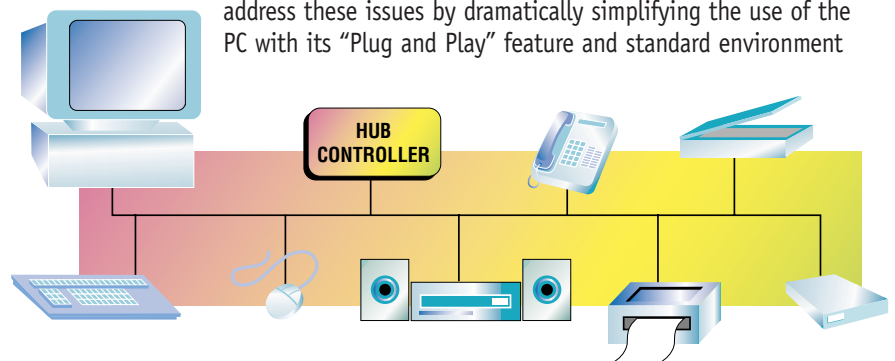 address these issues by dramatically simplifying the use of the
PC with its “Plug and Play” feature and standard environment
HUB
CONTROLLER